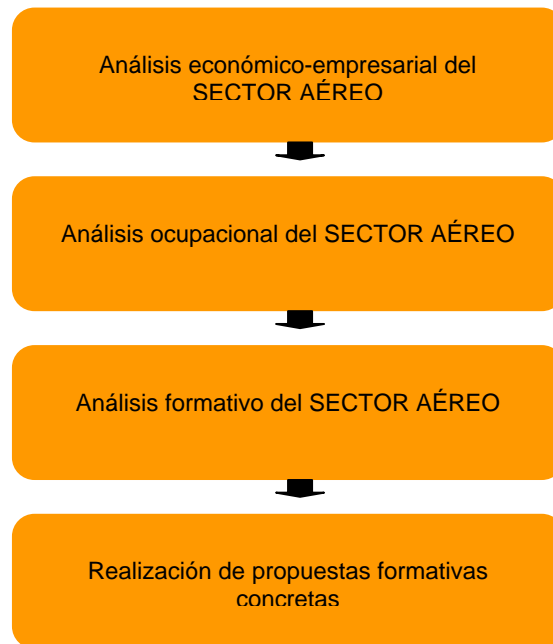 Análisis económico-empresarial del
SECTOR AÉREO
Análisis ocupacional del SECTOR AÉREO
Análisis formativo del SECTOR AÉREO
Realización de propuestas formativas
concretas